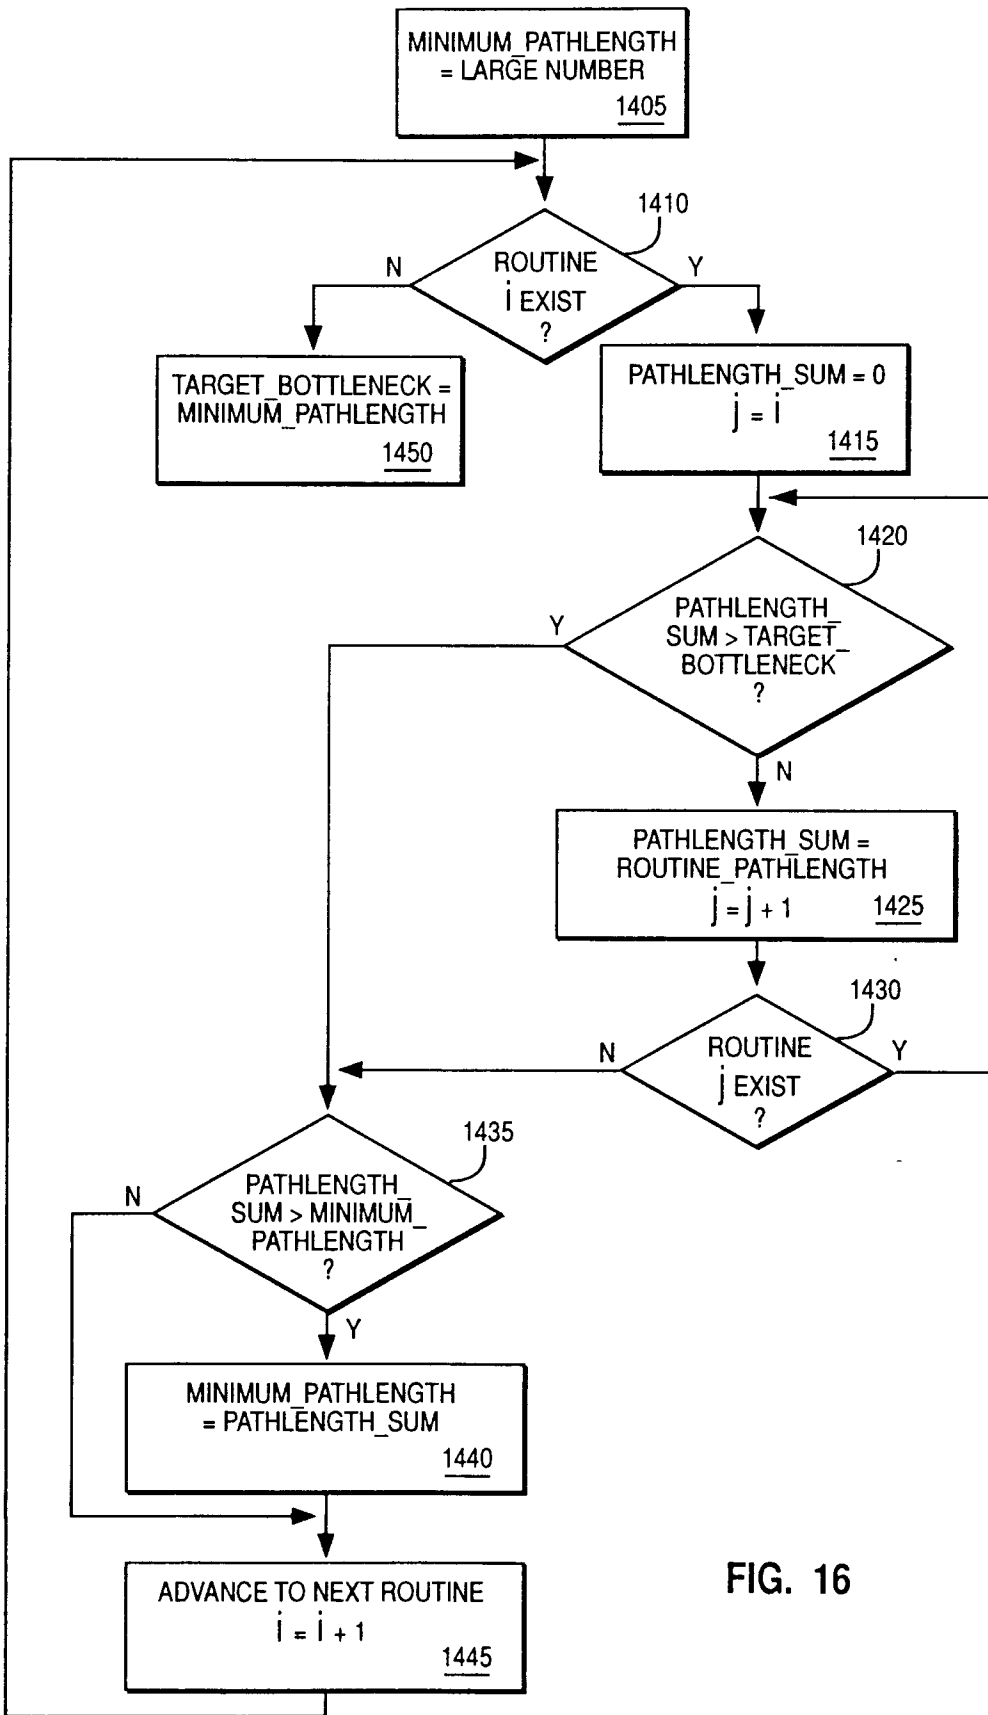 MINIMUM_PATHLENGTH
= LARGE NUMBER
1405
1410
N
ROUTINE
i EXIST
?
Y
TARGET_BOTTLENECK =
MINIMUM_PATHLENGTH
1450
PATHLENGTH_SUM = 0
j = i
1415
1420
Y
PATHLENGTH_
SUM > TARGET_
BOTTLENECK
?
N
PATHLENGTH_SUM =
ROUTINE_PATHLENGTH
j = j + 1
1425
1430
N
ROUTINE
j EXIST
?
Y
1435
N
PATHLENGTH_
SUM > MINIMUM_
PATHLENGTH
?
Y
MINIMUM_PATHLENGTH
= PATHLENGTH_SUM
1440
ADVANCE TO NEXT ROUTINE
i = i + 1
1445
FIG. 16